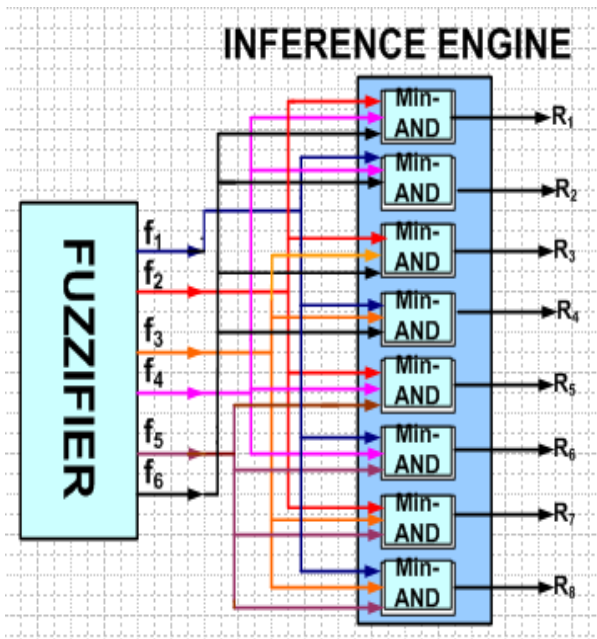 INFERENCE ENGINE
Min-
AND
R1
Min-
AND
R2
Min-
AND
R3
Min-
AND
R4
Min-
AND
R5
Min-
AND
R6
Min-
AND
R7
Min-
AND
R8
FUZZIFIER
f1
f2
f3
f4
f5
f6